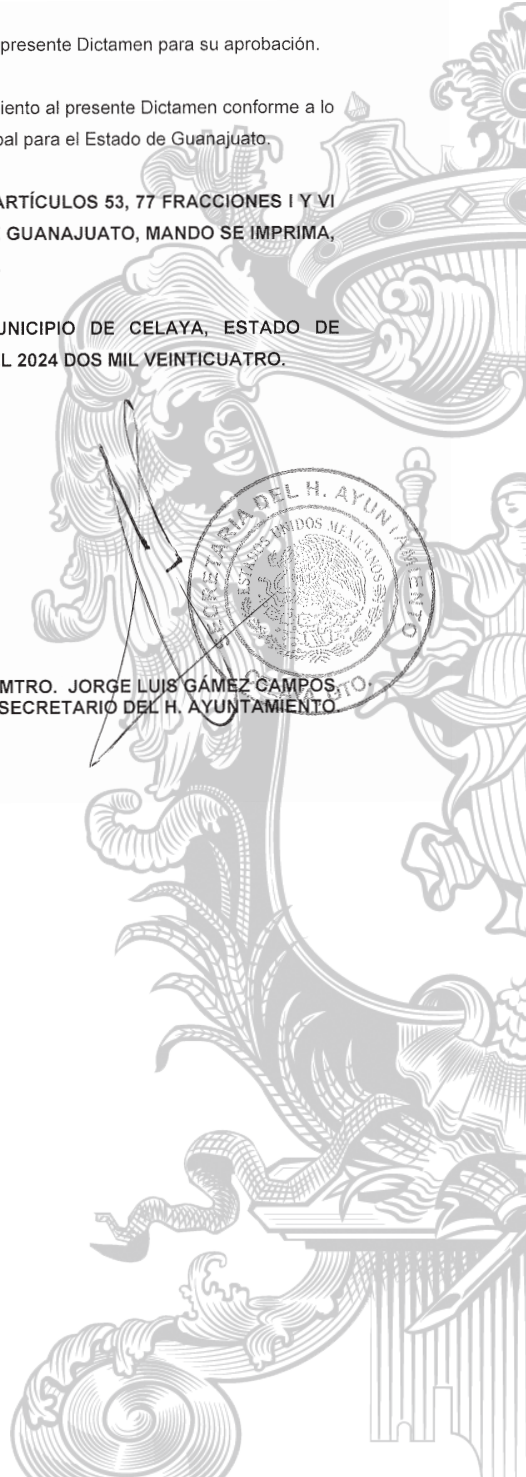 presente Dictamen para su aprobación.
iento al presente Dictamen conforme a lo
pal para el Estado de Guanajuato.
ARTÍCULOS 53, 77 FRACCIONES I Y VI
GUANAJUATO, MANDO SE IMPRIMA,
UNICIPIO DE CELAYA, ESTADO DE
L 2024 DOS MIL VEINTICUATRO.
SECRETARIA DEL H. AYUNTAMIENTO
ESTADOS UNIDOS MEXICANOS
MTRO. JORGE LUIS GÁMEZ CAMPOS,
SECRETARIO DEL H. AYUNTAMIENTO.